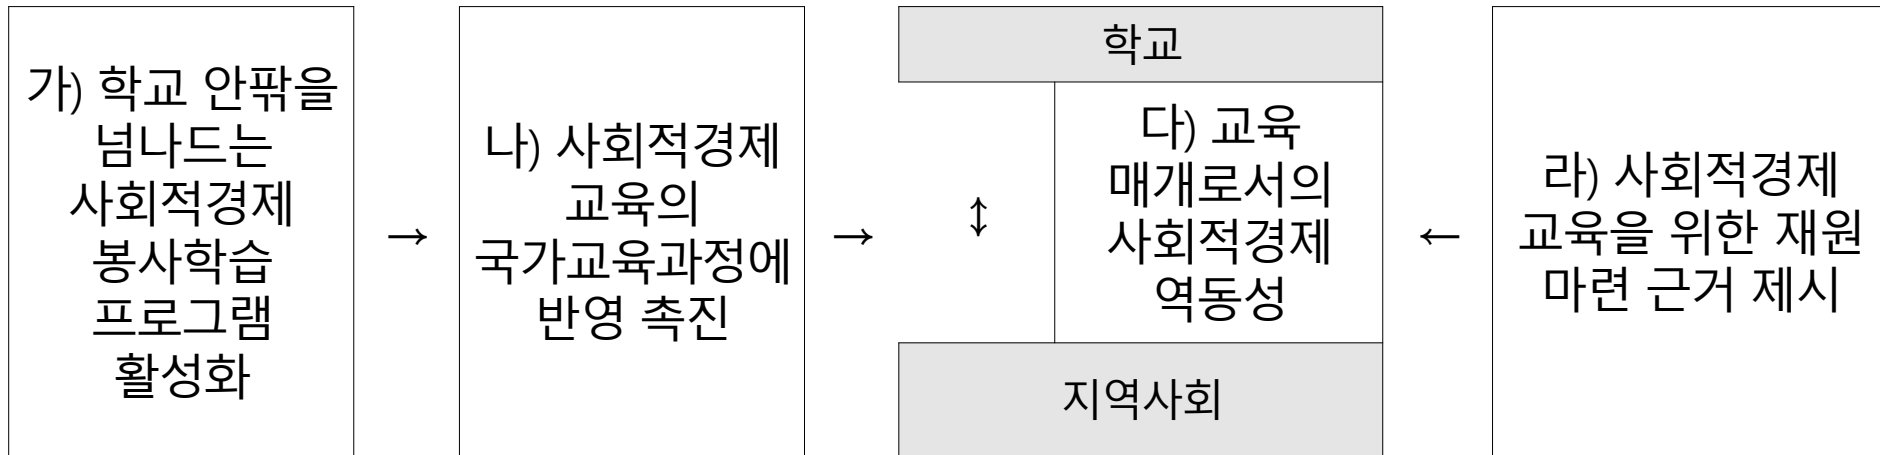 가) 학교 안팎을
넘나드는
사회적경제
봉사학습
프로그램
활성화
→
나) 사회적경제
교육의
국가교육과정에
반영 촉진
→
학교
↕
다) 교육
매개로서의
사회적경제
역동성
지역사회
←
라) 사회적경제
교육을 위한 재원
마련 근거 제시